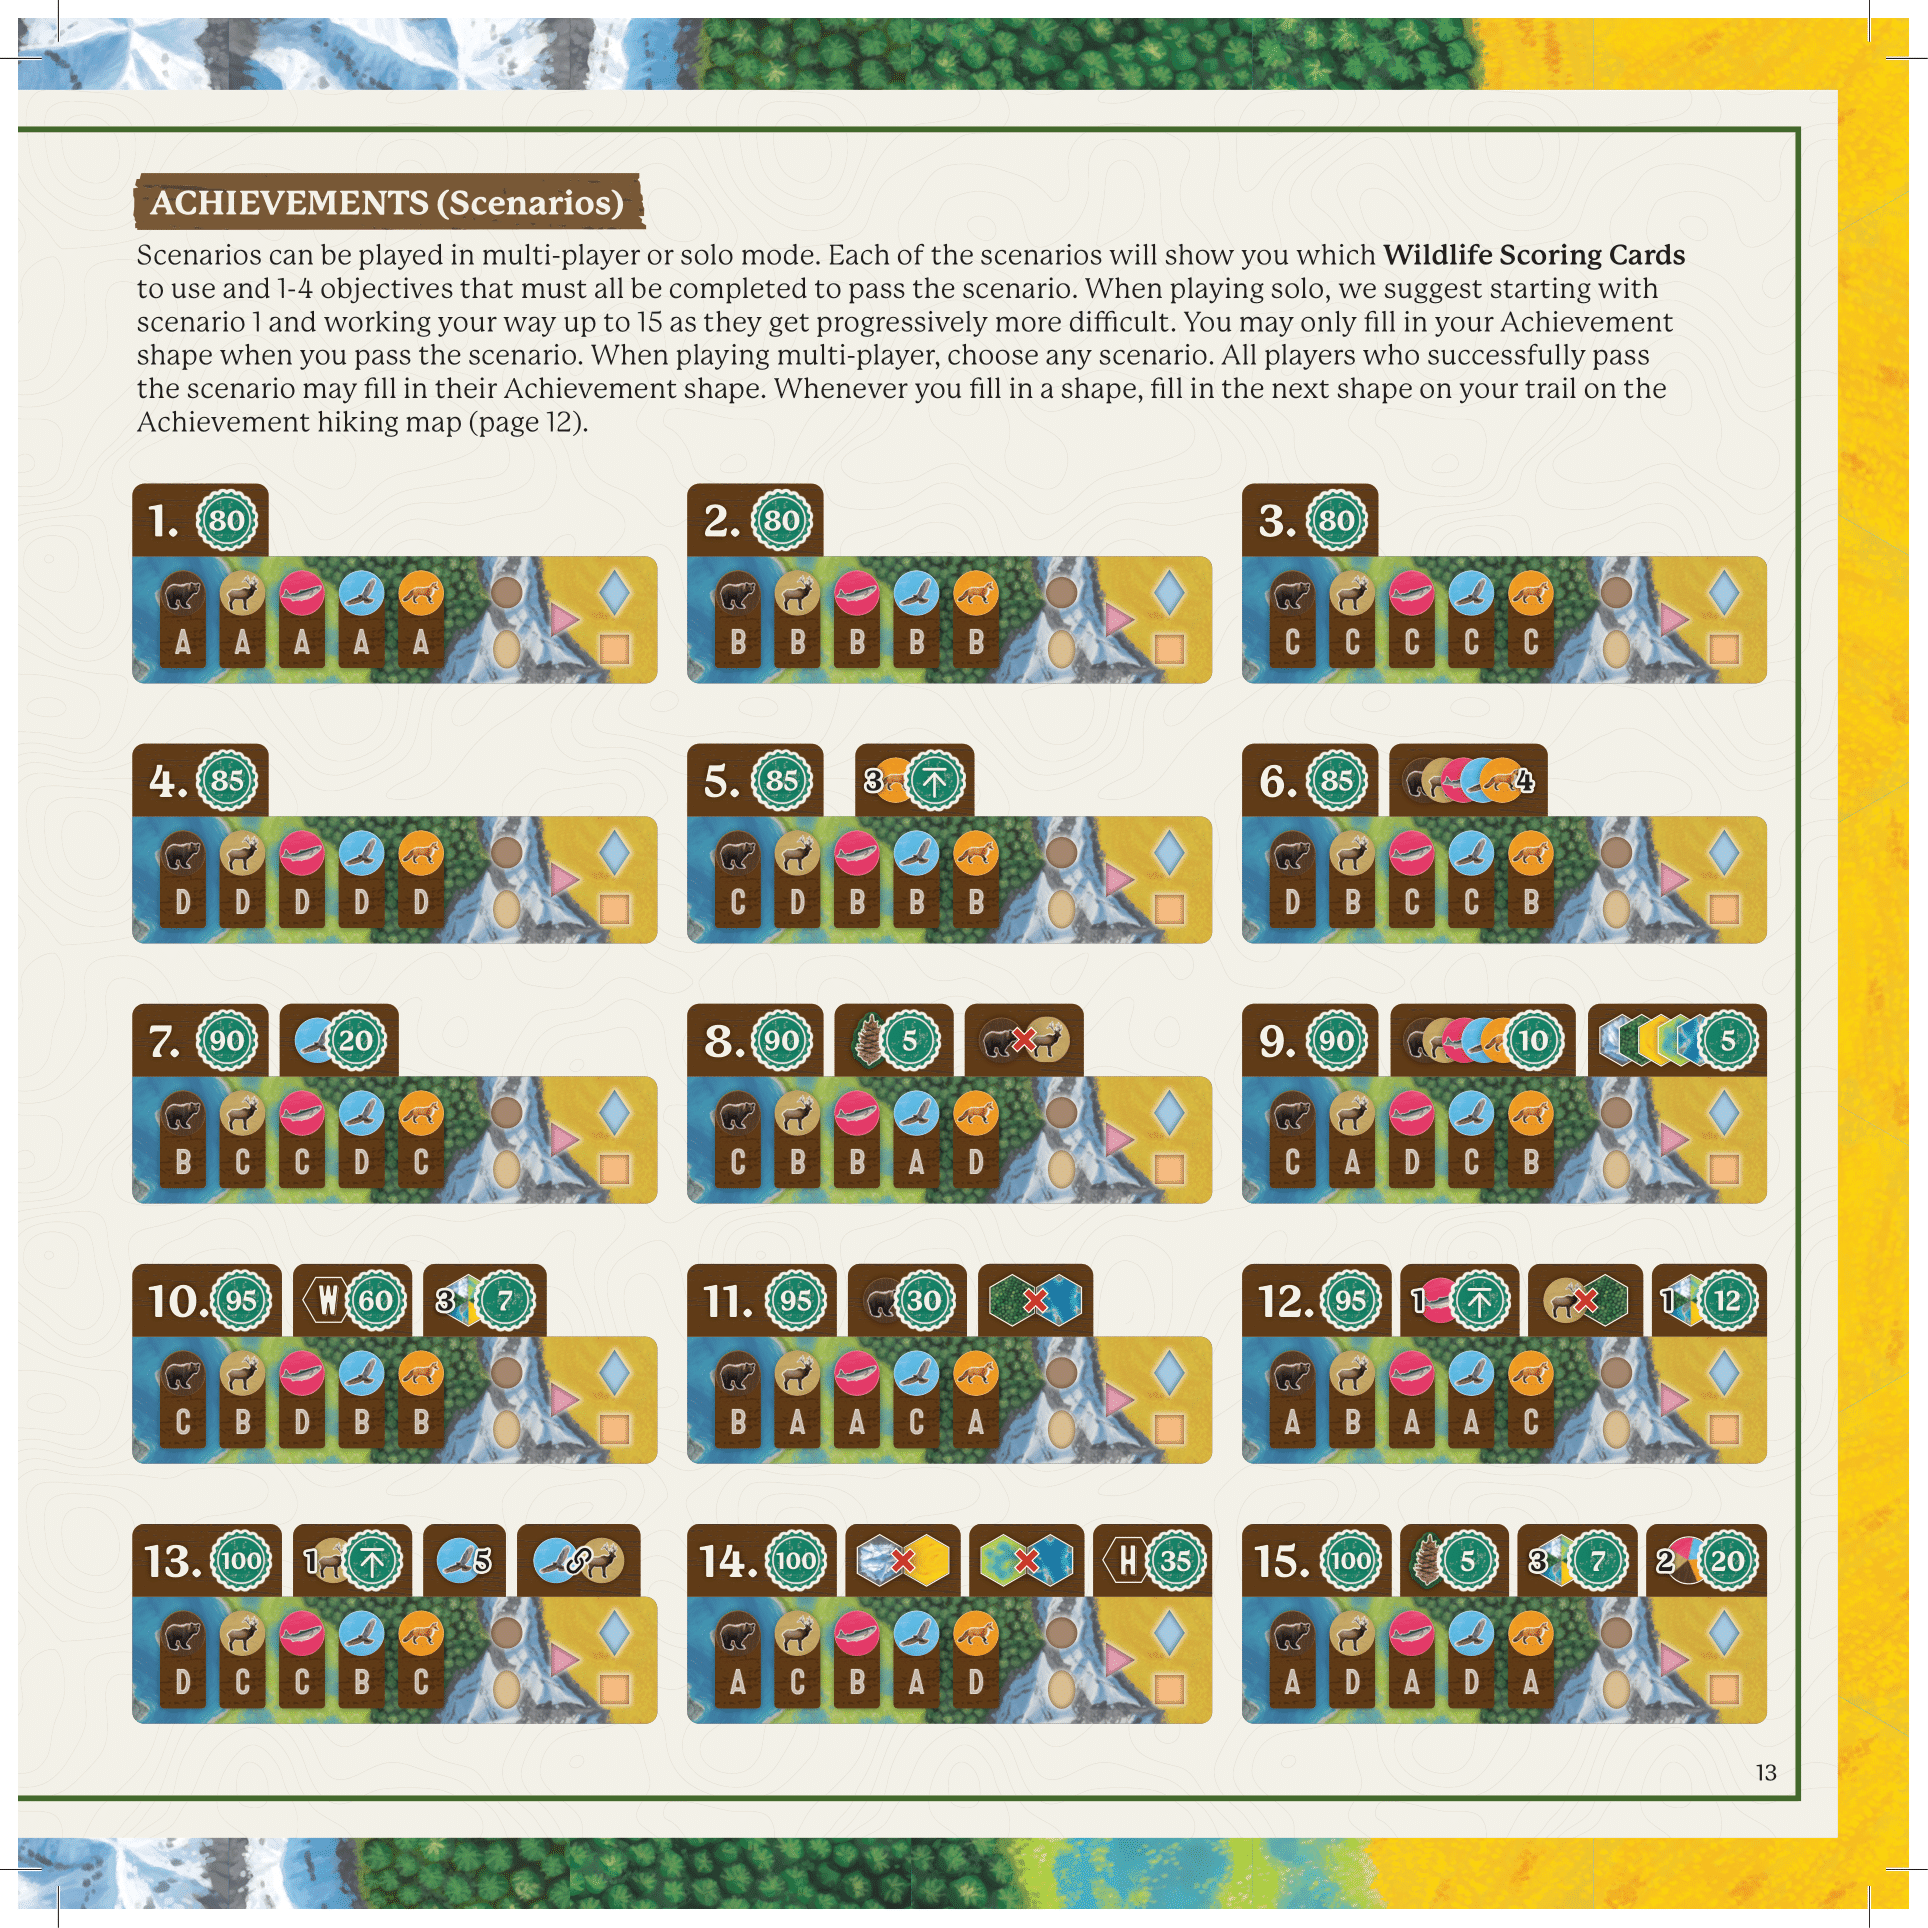 ACHIEVEMENTS (Scenarios)
Scenarios can be played in multi-player or solo mode. Each of the scenarios will show you which Wildlife Scoring Cards
to use and 1-4 objectives that must all be completed to pass the scenario. When playing solo, we suggest starting with
scenario 1 and working your way up to 15 as they get progressively more difficult. You may only fill in your Achievement
shape when you pass the scenario. When playing multi-player, choose any scenario. All players who successfully pass
the scenario may fill in their Achievement shape. Whenever you fill in a shape, fill in the next shape on your trail on the
Achievement hiking map (page 12).
1. 80
A A A A A
2. 80
B B B B B
3. 80
C C C C C
4. 85
D D D D D
5. 85 3
C D B B B
6. 85 4
D B C C B
7. 90 20
B C C D C
8. 90 5
C B B A D
9. 90 10 5
C A D C B
10. 95 W 60 3 7
C B D B B
11. 95 30
B A A C A
12. 95 1 1 12
A B A A C
13. 100 1 5
D C C B C
14. 100 H 35
A C B A D
15. 100 5 3 7 2 20
A D A D A
13